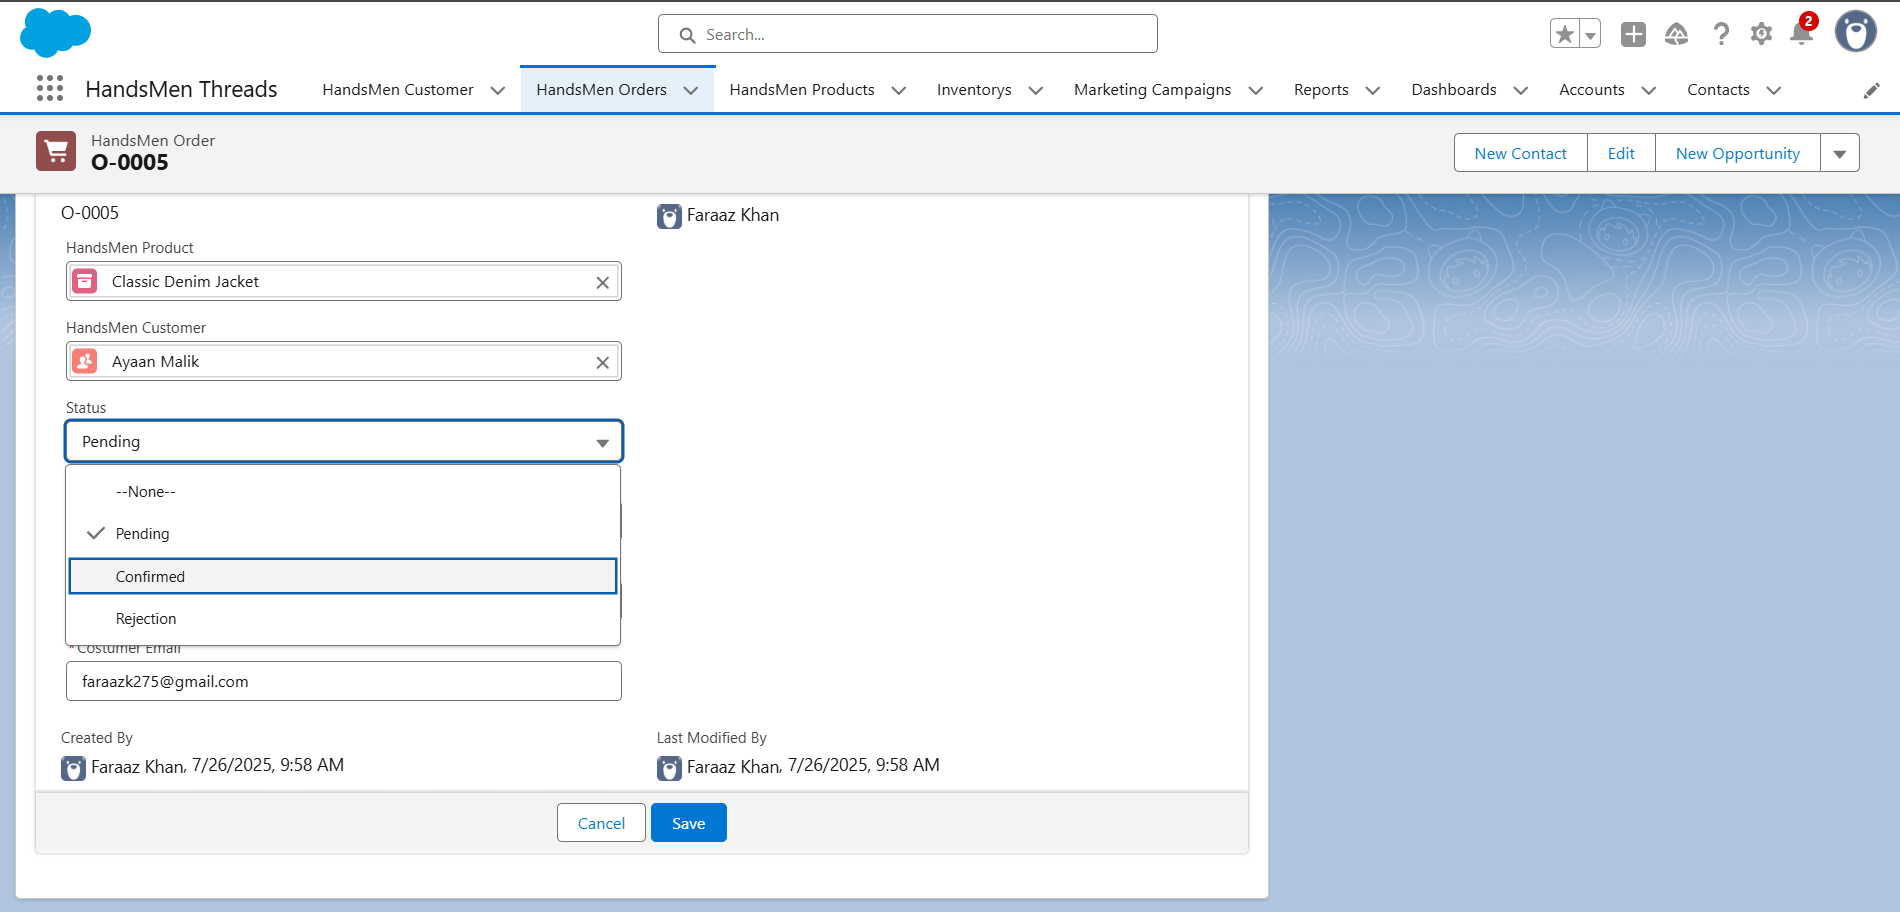 Search...
2
HandsMen Threads
HandsMen Customer
HandsMen Orders
HandsMen Products
Inventorys
Marketing Campaigns
Reports
Dashboards
Accounts
Contacts
HandsMen Order
O-0005
New Contact
Edit
New Opportunity
O-0005
Faraaz Khan
HandsMen Product
Classic Denim Jacket
HandsMen Customer
Ayaan Malik
Status
Pending
--None--
Pending
Confirmed
Rejection
* Costumer Email
faraazk275@gmail.com
Created By
Last Modified By
Faraaz Khan, 7/26/2025, 9:58 AM
Faraaz Khan, 7/26/2025, 9:58 AM
Cancel
Save